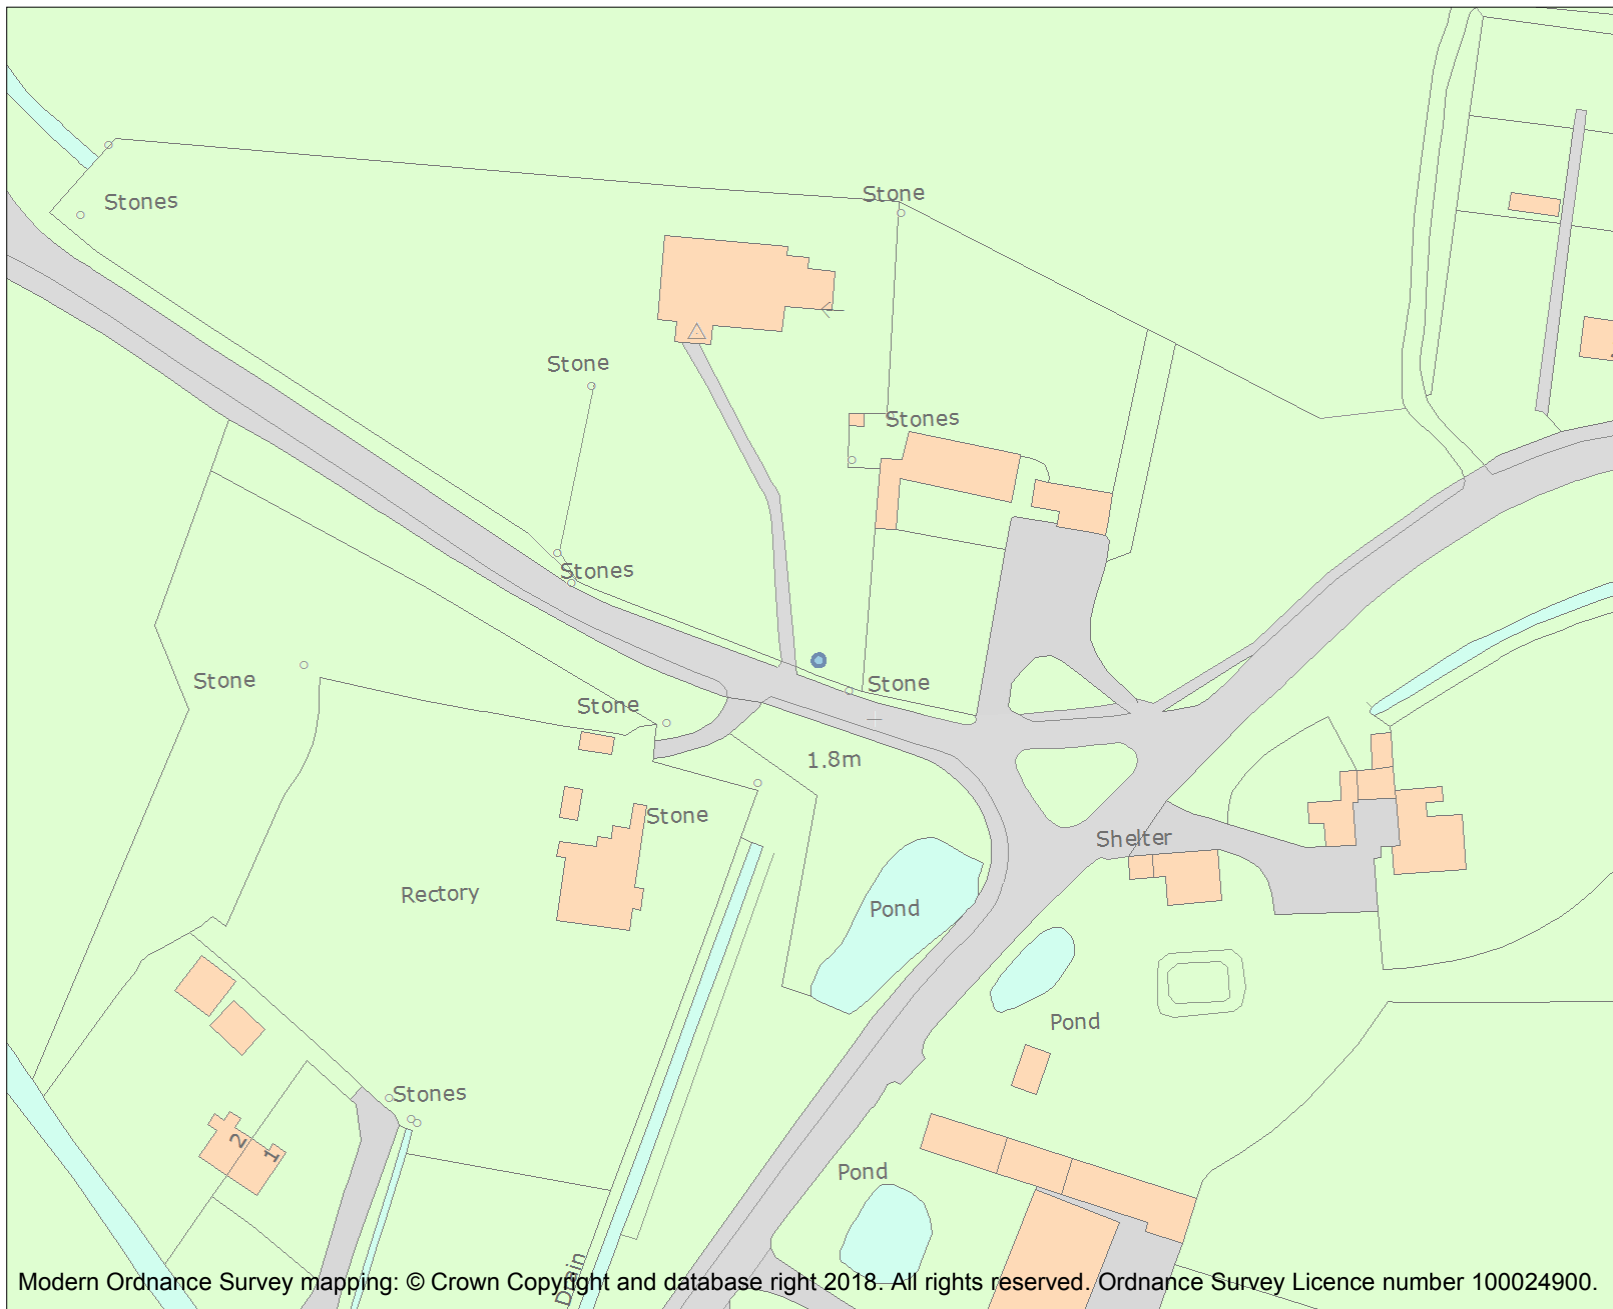 Stone
Stones
Stone
Stones
Stones
Stone
Stone
Stone
1.8m
Stone
Shelter
Rectory
Pond
Pond
Stones
2
1
Pond
Drain
Modern Ordnance Survey mapping: © Crown Copyright and database right 2018. All rights reserved. Ordnance Survey Licence number 100024900.